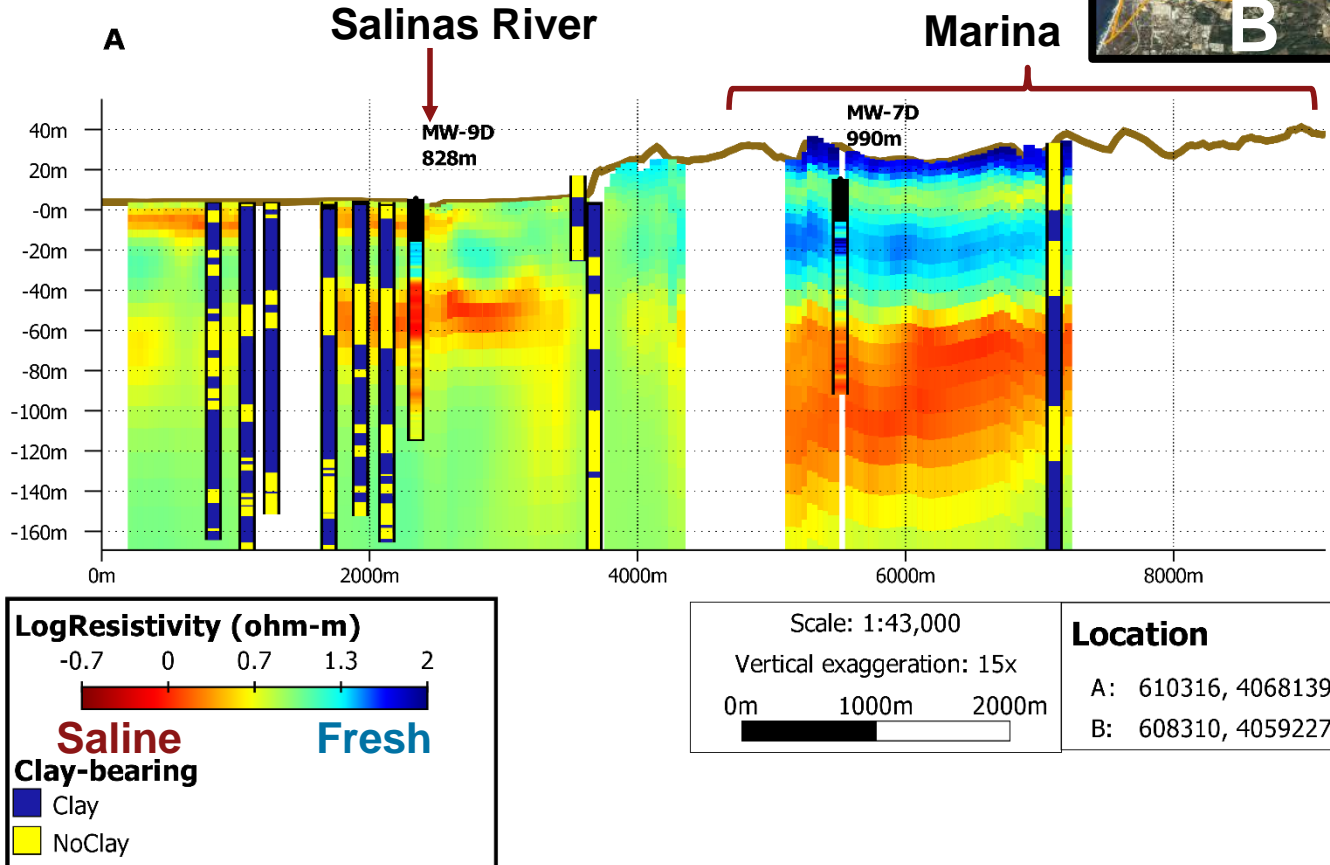 Salinas River
Marina
A
B
MW-9D
828m
MW-7D
990m
40m
20m
-0m
-20m
-40m
-60m
-80m
-100m
-120m
-140m
-160m
0m 2000m 4000m 6000m 8000m
LogResistivity (ohm-m)
-0.7 0 0.7 1.3 2
Saline Fresh
Clay-bearing
Clay
NoClay
Scale: 1:43,000
Vertical exaggeration: 15x
0m 1000m 2000m
Location
A: 610316, 4068139
B: 608310, 4059227